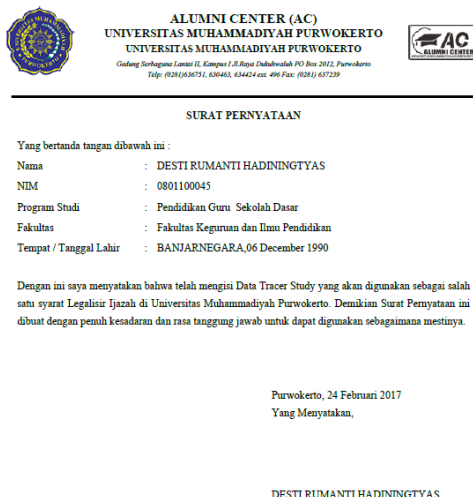 ALUMNI CENTER (AC)
UNIVERSITAS MUHAMMADIYAH PURWOKERTO
UNIVERSITAS MUHAMMADIYAH PURWOKERTO
Gedung Serbaguna Lantai II, Kampus I Jl.Raya Dukuhwaluh PO Box 2012, Purwokerto
Telp: (0281)636751, 630463, 634424 ext. 496 Fax: (0281) 637239
AC
ALUMNI CENTER
SURAT PERNYATAAN
Yang bertanda tangan dibawah ini :
Nama : DESTI RUMANTI HADININGTYAS
NIM : 0801100045
Program Studi : Pendidikan Guru Sekolah Dasar
Fakultas : Fakultas Keguruan dan Ilmu Pendidikan
Tempat / Tanggal Lahir : BANJARNEGARA,06 December 1990
Dengan ini saya menyatakan bahwa telah mengisi Data Tracer Study yang akan digunakan sebagai salah
satu syarat Legalisir Ijazah di Universitas Muhammadiyah Purwokerto. Demikian Surat Pernyataan ini
dibuat dengan penuh kesadaran dan rasa tanggung jawab untuk dapat digunakan sebagaimana mestinya.
Purwokerto, 24 Februari 2017
Yang Menyatakan,
DESTI RUMANTI HADININGTYAS